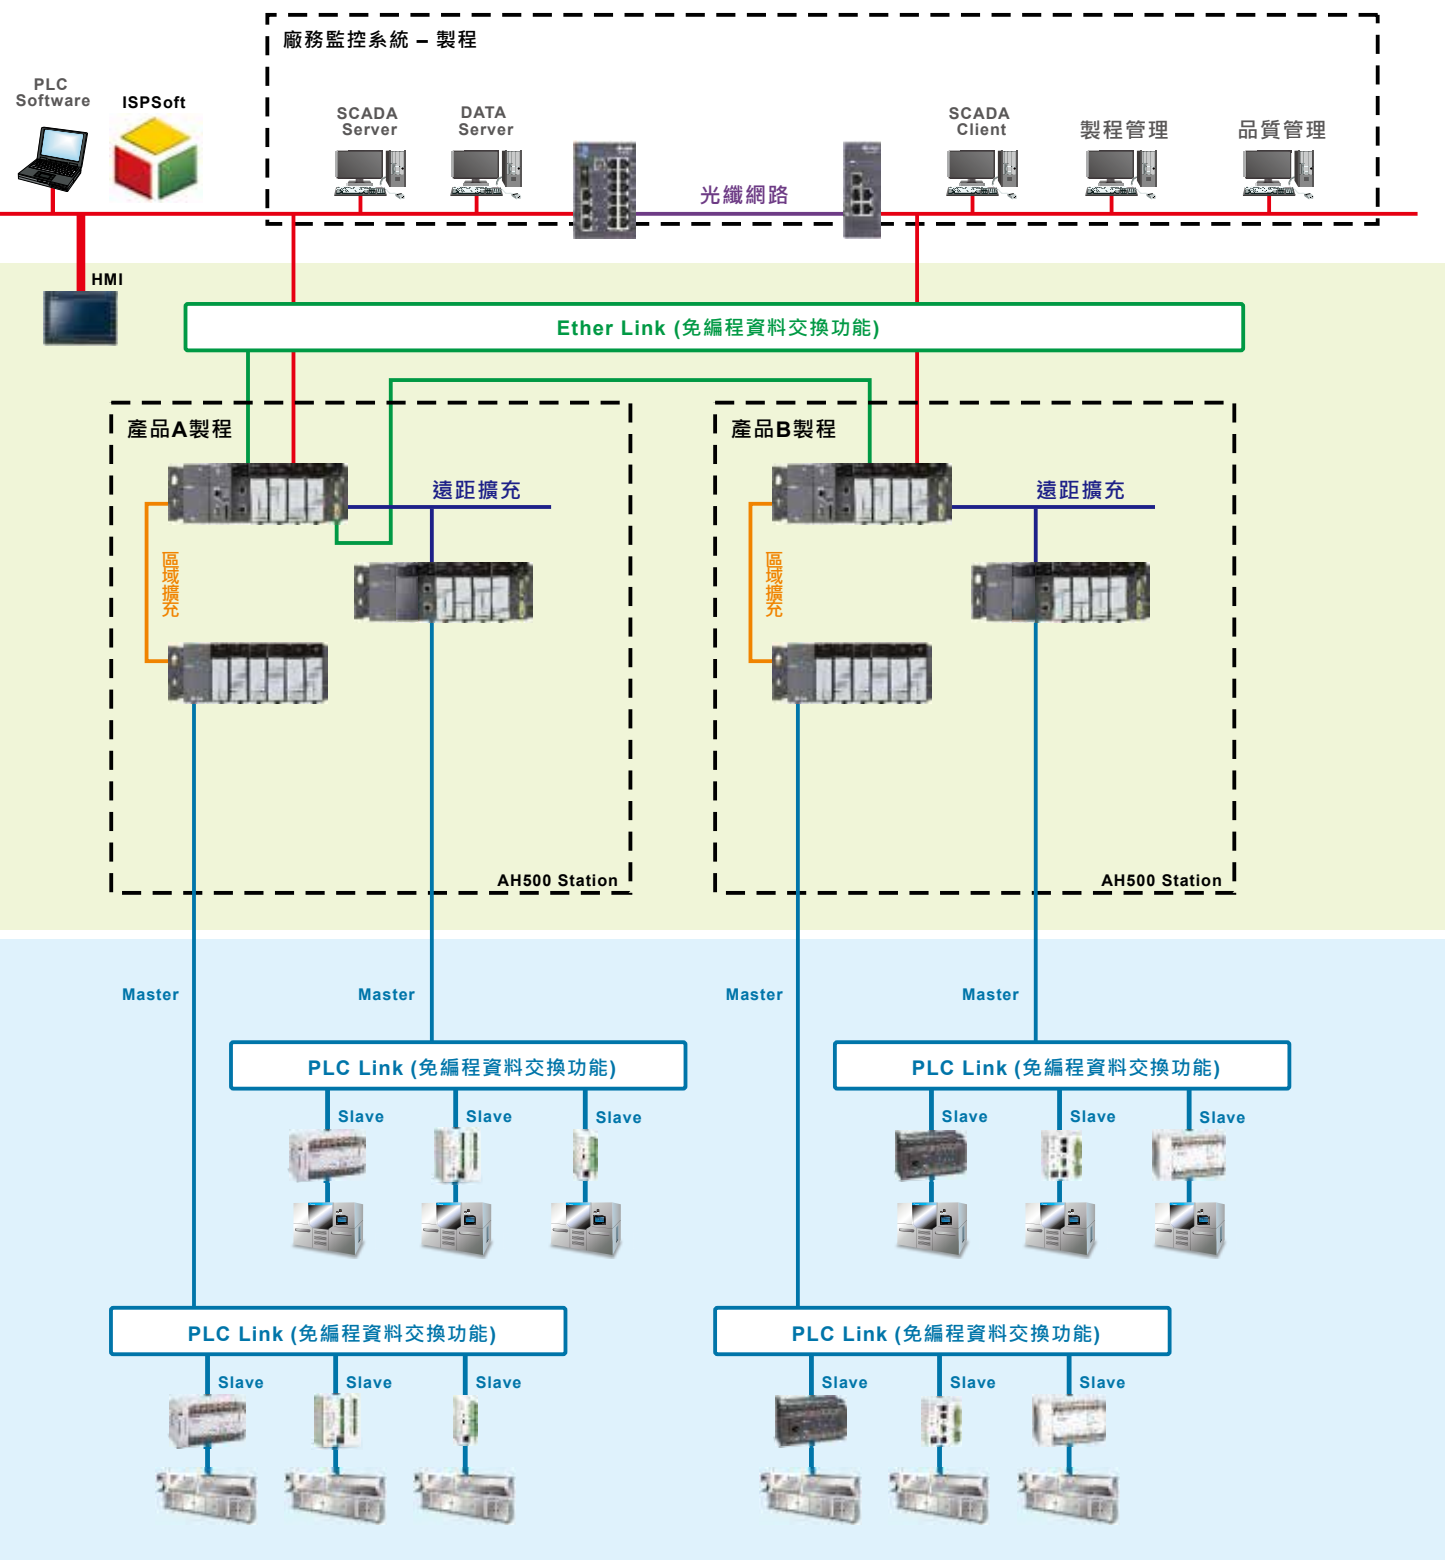 廠務監控系統 – 製程
PLC
Software
ISPSoft
SCADA
Server
DATA
Server
光纖網路
SCADA
Client
製程管理
品質管理
HMI
Ether Link (免編程資料交換功能)
產品A製程
遠距擴充
區域擴充
AH500 Station
產品B製程
遠距擴充
區域擴充
AH500 Station
Master
Master
Master
Master
PLC Link (免編程資料交換功能)
PLC Link (免編程資料交換功能)
Slave
Slave
Slave
Slave
Slave
Slave
PLC Link (免編程資料交換功能)
PLC Link (免編程資料交換功能)
Slave
Slave
Slave
Slave
Slave
Slave